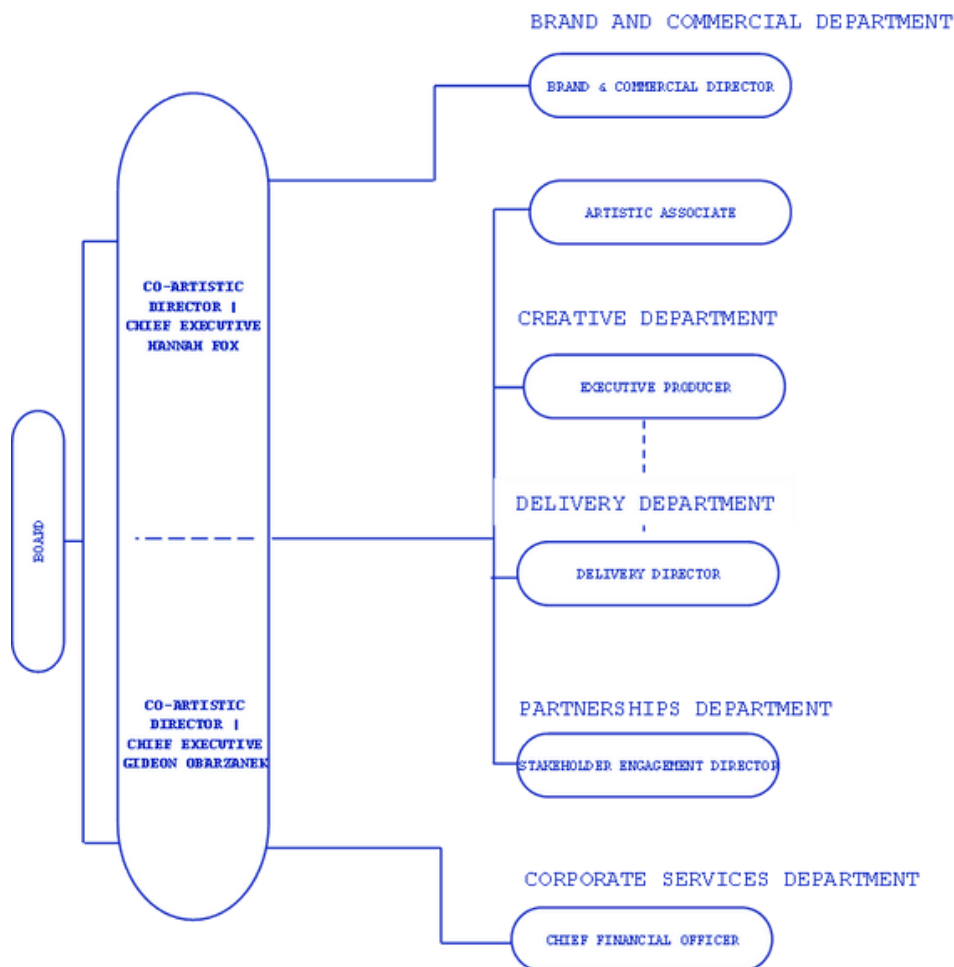 BRAND AND COMMERCIAL DEPARTMENT
BRAND & COMMERCIAL DIRECTOR
ARTISTIC ASSOCIATE
CO-ARTISTIC
DIRECTOR |
CHIEF EXECUTIVE
HANNAH FOX
CREATIVE DEPARTMENT
EXECUTIVE PRODUCER
BOARD
DELIVERY DEPARTMENT
DELIVERY DIRECTOR
CO-ARTISTIC
DIRECTOR |
CHIEF EXECUTIVE
GIDEON OBARZANEK
PARTNERSHIPS DEPARTMENT
STAKEHOLDER ENGAGEMENT DIRECTOR
CORPORATE SERVICES DEPARTMENT
CHIEF FINANCIAL OFFICER